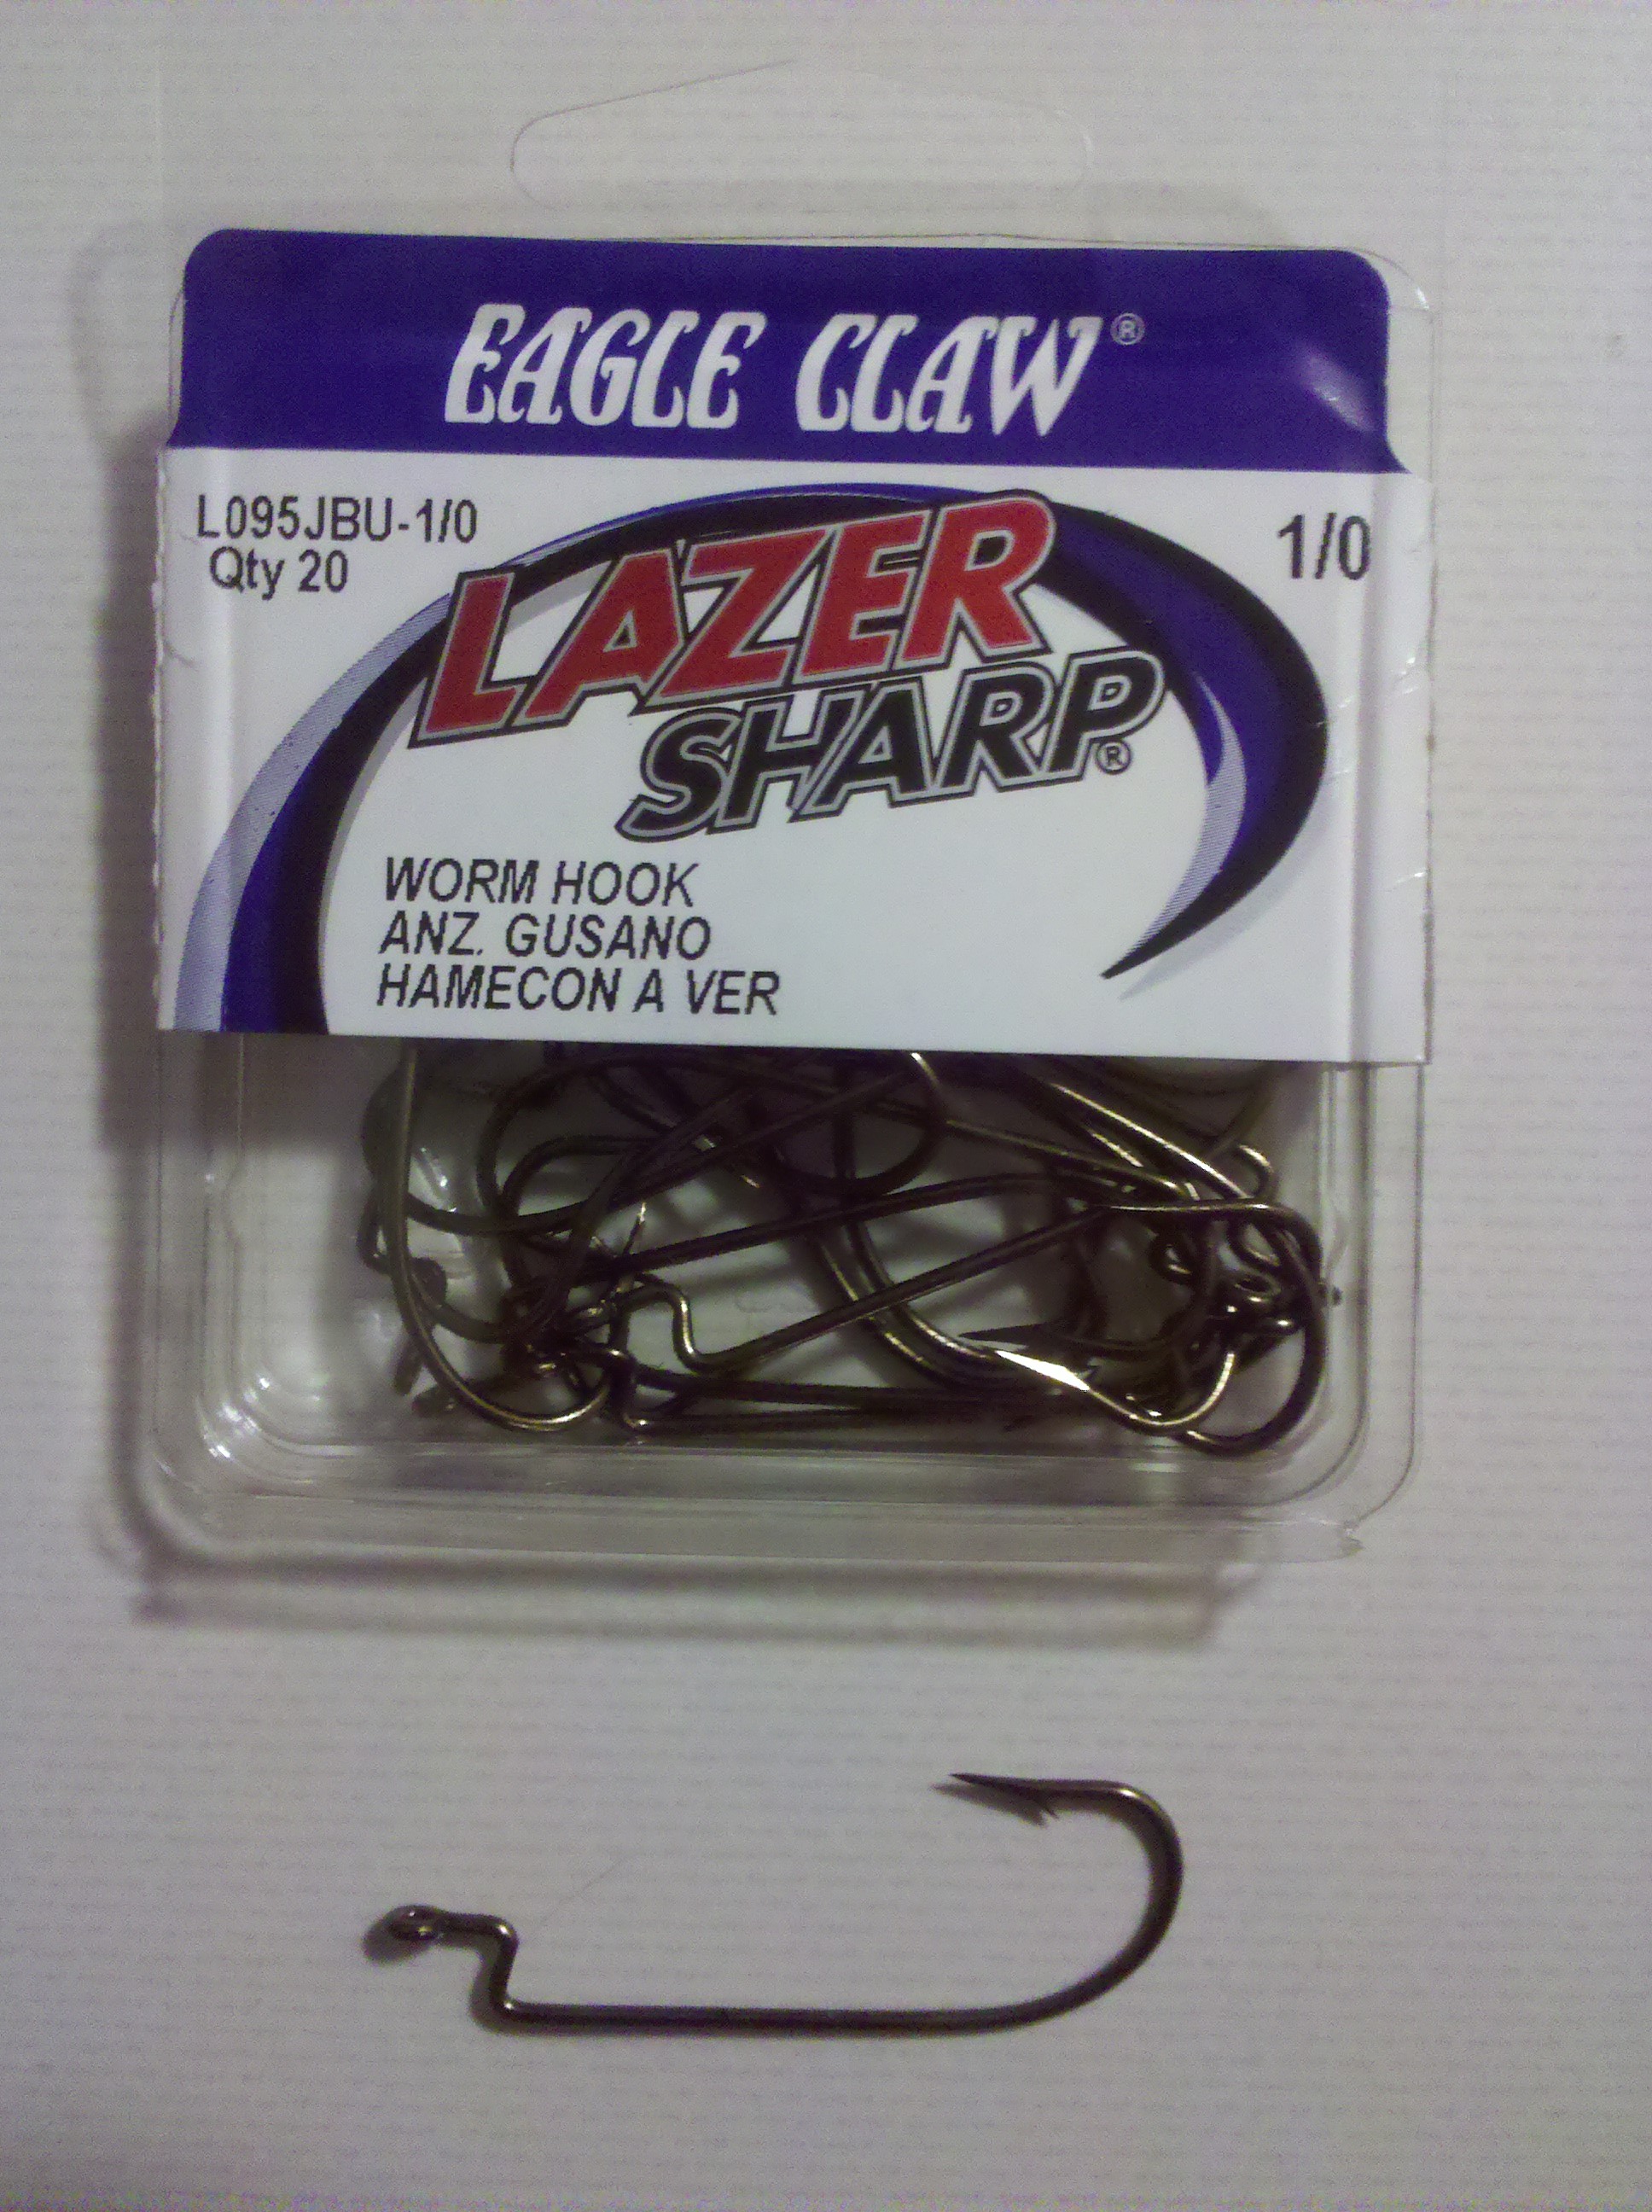 EAGLE CLAW®
L095JBU-1/0
Qty 20
1/0
LAZER
SHARP®
WORM HOOK
ANZ. GUSANO
HAMECON A VER